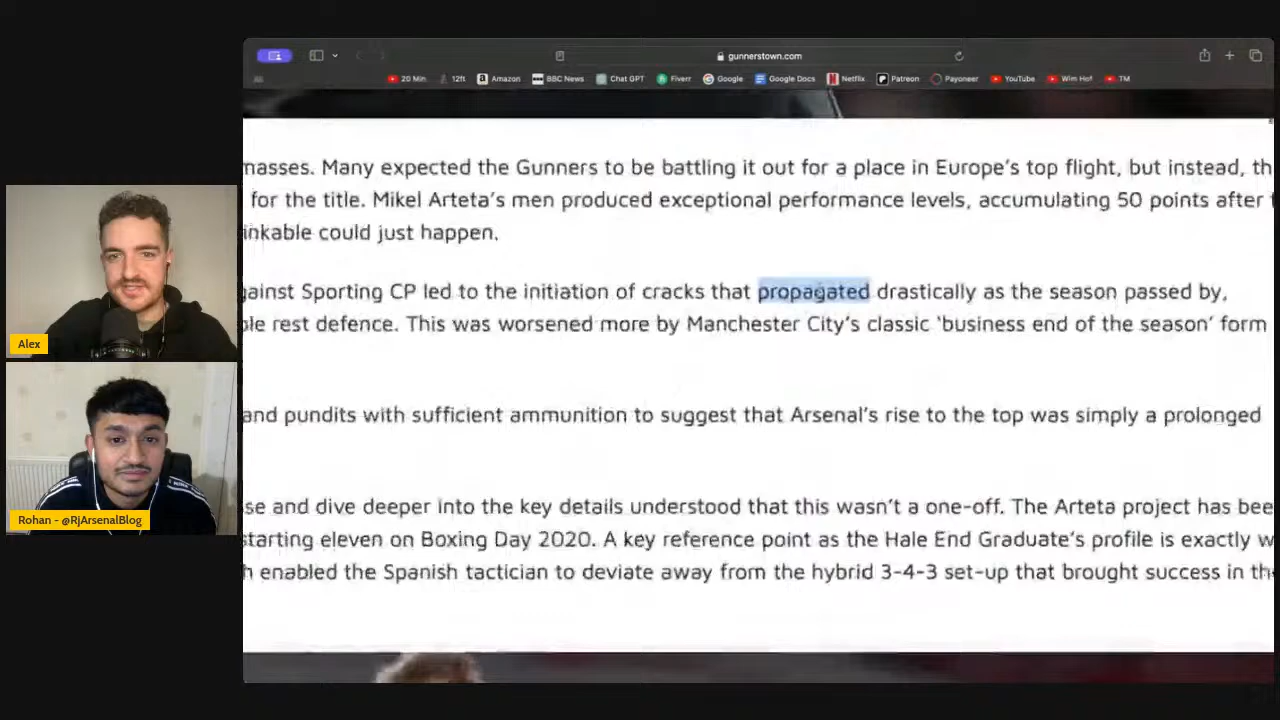 gunnerstown.com
20 Min
12ft
Amazon
BBC News
Chat GPT
Fiverr
Google
Google Docs
Netflix
Patreon
Payoneer
YouTube
Wim Hof
TM
masses. Many expected the Gunners to be battling it out for a place in Europe's top flight, but instead, th
for the title. Mikel Arteta's men produced exceptional performance levels, accumulating 50 points after
inkable could just happen.
gainst Sporting CP led to the initiation of cracks that propagated drastically as the season passed by,
ble rest defence. This was worsened more by Manchester City's classic 'business end of the season' form
and pundits with sufficient ammunition to suggest that Arsenal's rise to the top was simply a prolonged
se and dive deeper into the key details understood that this wasn't a one-off. The Arteta project has bee
starting eleven on Boxing Day 2020. A key reference point as the Hale End Graduate's profile is exactly w
h enabled the Spanish tactician to deviate away from the hybrid 3-4-3 set-up that brought success in th
Alex
Rohan - @RjArsenalBlog